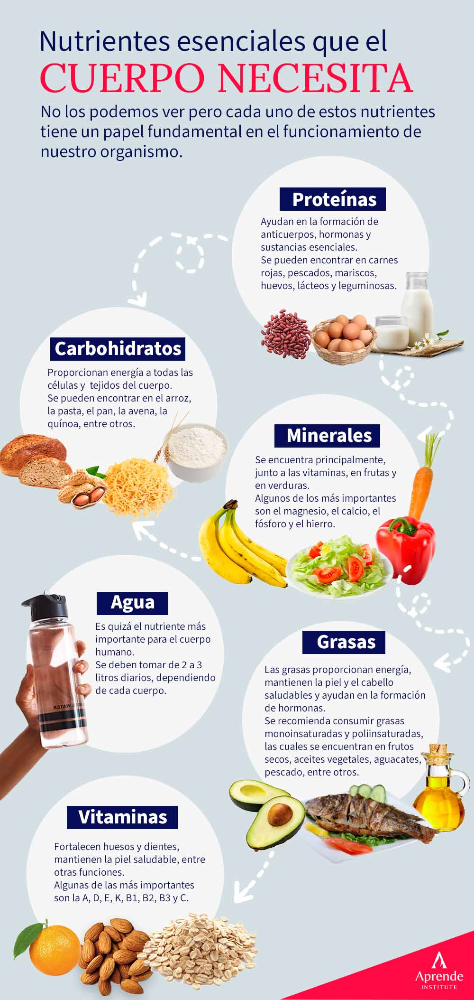 Nutrientes esenciales que el
CUERPO NECESITA
No los podemos ver pero cada uno de estos nutrientes
tiene un papel fundamental en el funcionamiento de
nuestro organismo.
Proteínas
Ayudan en la formación de
anticuerpos, hormonas y
sustancias esenciales.
Se pueden encontrar en carnes
rojas, pescados, mariscos,
huevos, lácteos y leguminosas.
Carbohidratos
Proporcionan energía a todas las
células y tejidos del cuerpo.
Se pueden encontrar en el arroz,
la pasta, el pan, la avena, la
quínoa, entre otros.
Minerales
Se encuentra principalmente,
junto a las vitaminas, en frutas y
en verduras.
Algunos de los más importantes
son el magnesio, el calcio, el
fósforo y el hierro.
Agua
Es quizá el nutriente más
importante para el cuerpo
humano.
Se deben tomar de 2 a 3
litros diarios, dependiendo
de cada cuerpo.
WATER
Grasas
Las grasas proporcionan energía,
mantienen la piel y el cabello
saludables y ayudan en la formación
de hormonas.
Se recomienda consumir grasas
monoinsaturadas y poliinsaturadas,
las cuales se encuentran en frutos
secos, aceites vegetales, aguacates,
pescado, entre otros.
Vitaminas
Fortalecen huesos y dientes,
mantienen la piel saludable, entre
otras funciones.
Algunas de las más importantes
son la A, D, E, K, B1, B2, B3 y C.
Aprende
INSTITUTE